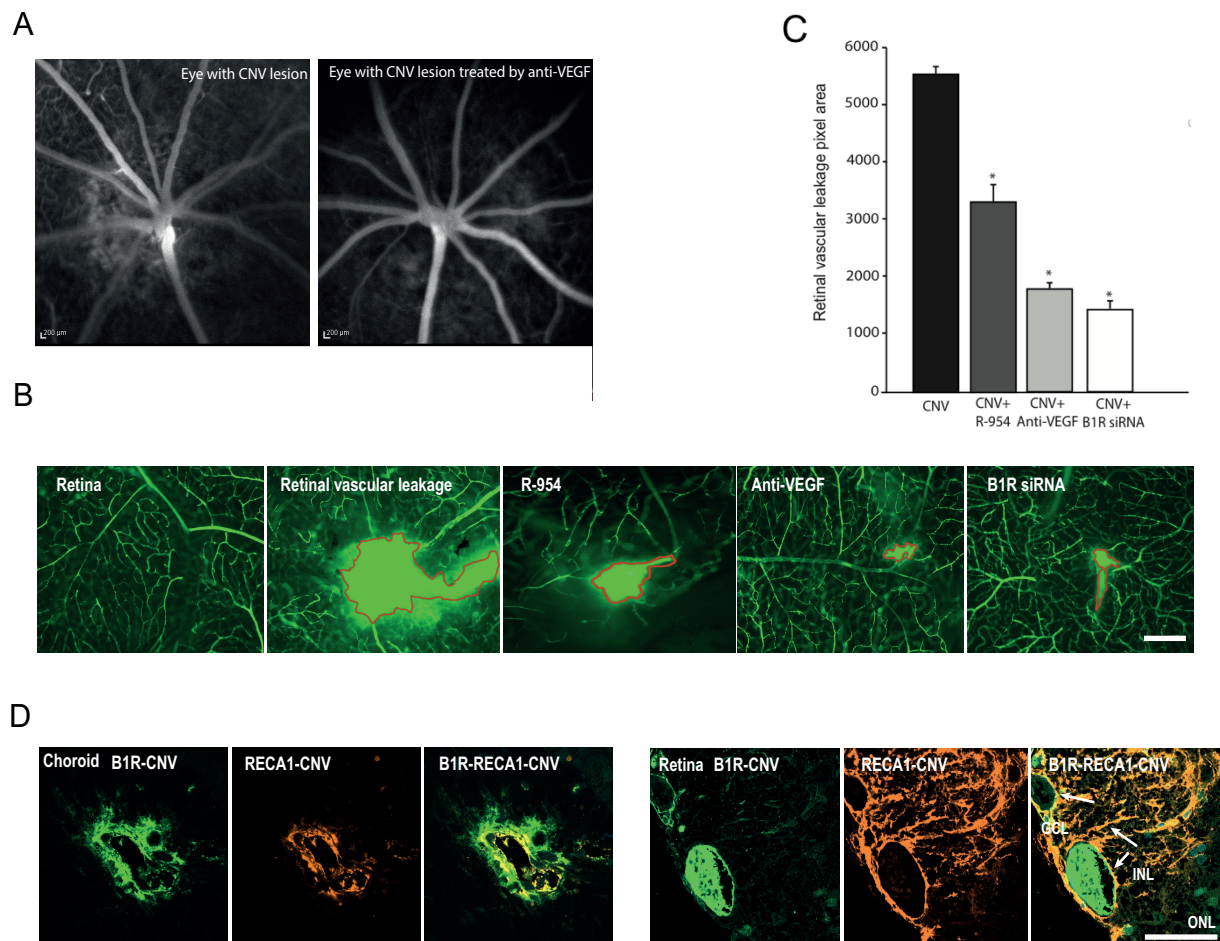 A
Eye with CNV lesion
200 µm
Eye with CNV lesion treated by anti-VEGF
200 µm
C
Retinal vascular leakage pixel area
6000
5000
4000
3000
2000
1000
0
*
*
*
CNV
CNV+
R-954
CNV+
Anti-VEGF
CNV+
B1R siRNA
B
Retina
Retinal vascular leakage
R-954
Anti-VEGF
B1R siRNA
D
Choroid B1R-CNV
RECA1-CNV
B1R-RECA1-CNV
Retina B1R-CNV
RECA1-CNV
B1R-RECA1-CNV
GCL
INL
ONL